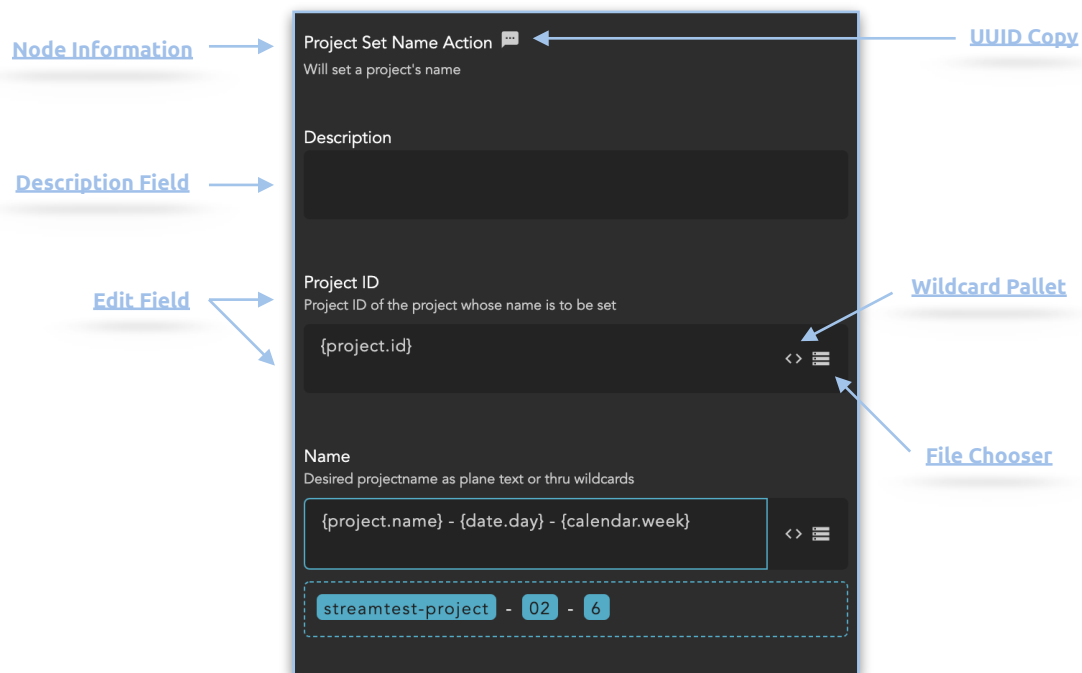 Node Information
Project Set Name Action
UUID Copy
Will set a project's name
Description
Description Field
Edit Field
Project ID
Project ID of the project whose name is to be set
Wildcard Pallet
{project.id}
<>
File Chooser
Name
Desired projectname as plane text or thru wildcards
{project.name} - {date.day} - {calendar.week}
<>
streamtest-project - 02 - 6